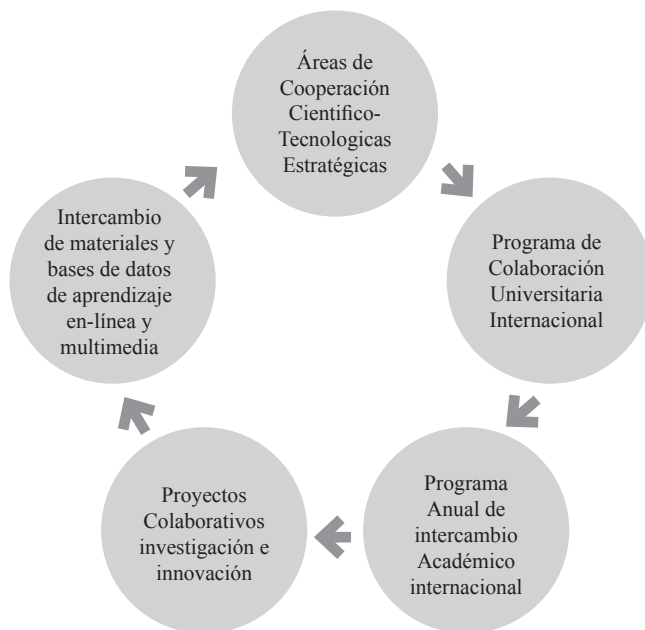 Áreas de
Cooperación
Cientifico-
Tecnologicas
Estratégicas
Programa de
Colaboración
Universitaria
Internacional
Programa
Anual de
intercambio
Académico
internacional
Proyectos
Colaborativos
investigación e
innovación
Intercambio
de materiales y
bases de datos
de aprendizaje
en-línea y
multimedia